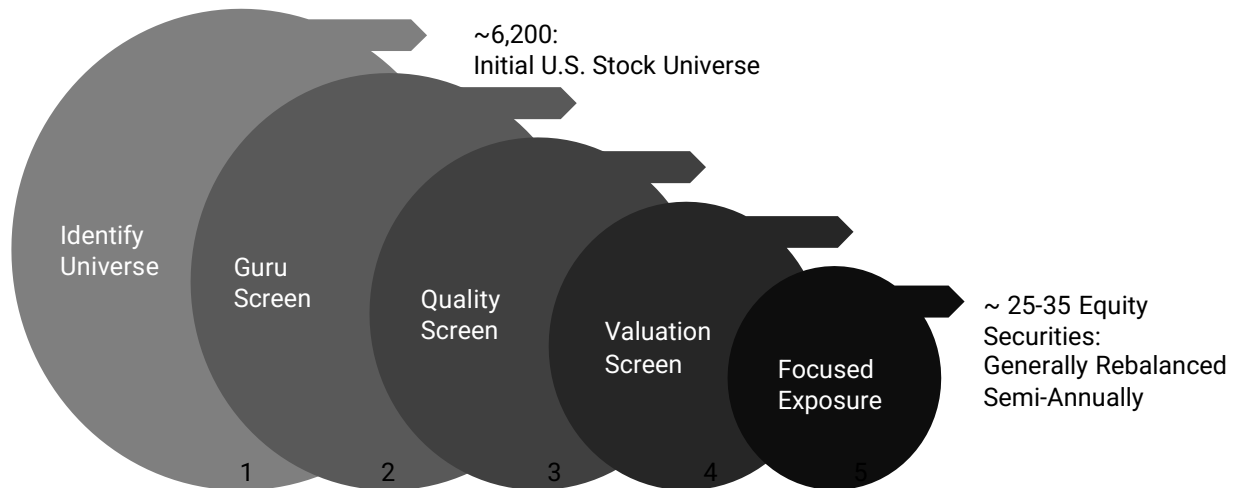 ~6,200:
Initial U.S. Stock Universe
Identify
Universe
Guru
Screen
Quality
Screen
Valuation
Screen
Focused
Exposure
~ 25-35 Equity
Securities:
Generally Rebalanced
Semi-Annually
1
2
3
4
5